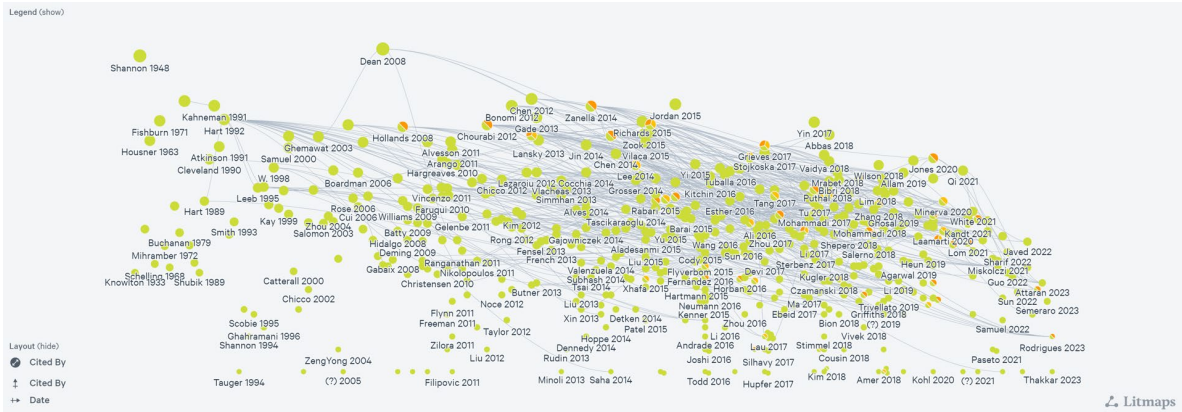 Legend (show)
Shannon 1948
Dean 2008
Kahneman 1991
Chen 2012
Bonomi 2012
Zanella 2014
Jordan 2015
Fishburn 1971
Hart 1992
Hollands 2008
Chourabi 2012
Gade 2013
Richards 2015
Yin 2017
Housner 1963
Ghemawat 2003
Zook 2015
Abbas 2018
Atkinson 1991
Samuel 2000
Alvesson 2011
Lansky 2013
Jin 2014
Vilaca 2015
Grieves 2017
Cleveland 1990
Arango 2011
Chen 2014
Stojkoska 2017
Vaidya 2018
Jones 2020
W. 1998
Hargreaves 2010
Lee 2014
Yi 2015
Wilson 2018
Qi 2021
Boardman 2006
Lazaroiu 2012
Cocchia 2014
Tuballa 2016
Mrabet 2018
Allam 2019
Chicco 2012
Vlacheas 2013
Grosser 2014
Kitchin 2016
Bibri 2018
Leeb 1995
Vincenzo 2011
Simmhan 2013
Tang 2017
Puthal 2018
Lim 2018
Hart 1989
Rose 2006
Farugi 2010
Alves 2014
Rabari 2015
Esther 2016
Tu 2017
Minerva 2020
Kay 1999
Cui 2006
Williams 2009
Tascikaraoglu 2014
Mohammadi 2017
Zhang 2018
White 2021
Smith 1993
Zhou 2004
Gelenbe 2011
Kim 2012
Barai 2015
Ghosal 2019
Salomon 2003
Batty 2009
Ali 2016
Mohammadi 2018
Kandt 2021
Buchanan 1979
Hidalgo 2008
Rong 2012
Gajowniczek 2014
Yu 2015
Wang 2016
Zhou 2017
Shepero 2018
Laamarti 2020
Javed 2022
Mihramber 1972
Deming 2009
Fensel 2013
Aladesanmi 2015
Sun 2016
Li 2017
Salerno 2018
Lom 2021
Schelling 1968
Gabaix 2008
Ranganathan 2011
French 2013
Liu 2015
Cody 2015
Sterbenz 2017
Heun 2019
Sharif 2022
Knowlton 1933
Shubik 1989
Catterall 2000
Nikolopoulos 2011
Valenzuela 2014
Flyverbom 2015
Devi 2017
Kugler 2018
Agarwal 2019
Miskolczi 2021
Christensen 2010
Subhash 2014
Fernandez 2016
Guo 2022
Chicco 2002
Butner 2013
Tsai 2014
Xhafa 2015
Horban 2016
Czamanski 2018
Li 2019
Attaran 2023
Noce 2012
Liu 2013
Hartmann 2015
Ma 2017
Sun 2022
Flynn 2011
Neumann 2016
Trivellato 2019
Semeraro 2023
Scobie 1995
Freeman 2011
Xin 2013
Detken 2014
Kenner 2015
Zhou 2016
Ebeid 2017
Griffiths 2018
Ghahramani 1996
Taylor 2012
Patel 2015
Bion 2018
(?) 2019
Samuel 2022
Shannon 1994
Zilora 2011
Hoppe 2014
Li 2016
Vivek 2018
Layout (hide)
Dennedy 2014
Andrade 2016
Lau 2017
Stimmel 2018
Rodrigues 2023
Cited By
ZengYong 2004
Liu 2012
Rudin 2013
Joshi 2016
Silhavy 2017
Cousin 2018
Paseto 2021
Cited By
Tauger 1994
(?) 2005
Filipovic 2011
Minoli 2013
Saha 2014
Todd 2016
Hupfer 2017
Kim 2018
Amer 2018
Kohl 2020
(?) 2021
Thakkar 2023
Date
Litmaps